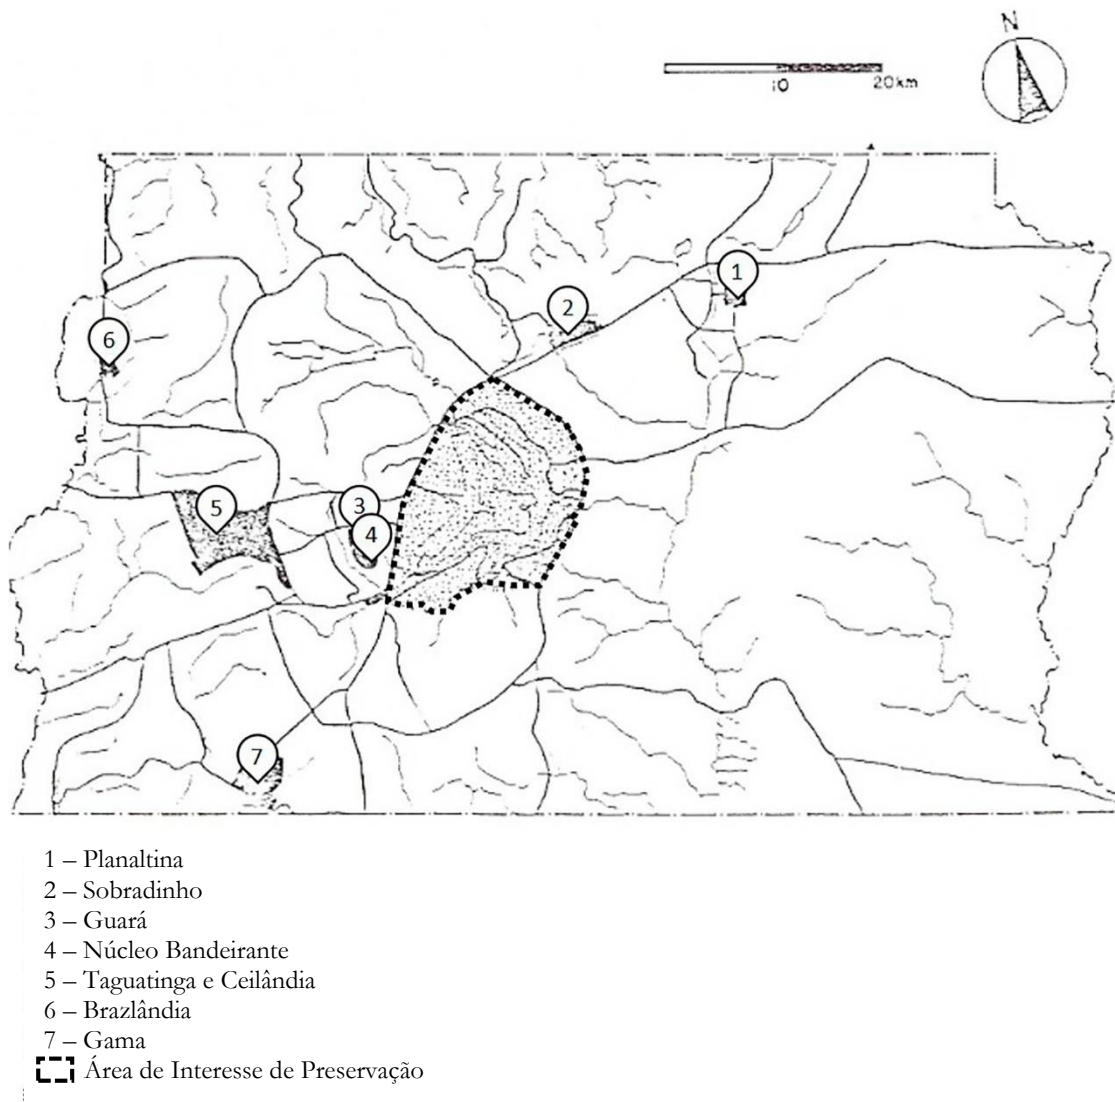 N
10
20km
1
2
6
5
3
4
7
1 – Planaltina
2 – Sobradinho
3 – Guará
4 – Núcleo Bandeirante
5 – Taguatinga e Ceilândia
6 – Brazlândia
7 – Gama
Área de Interesse de Preservação